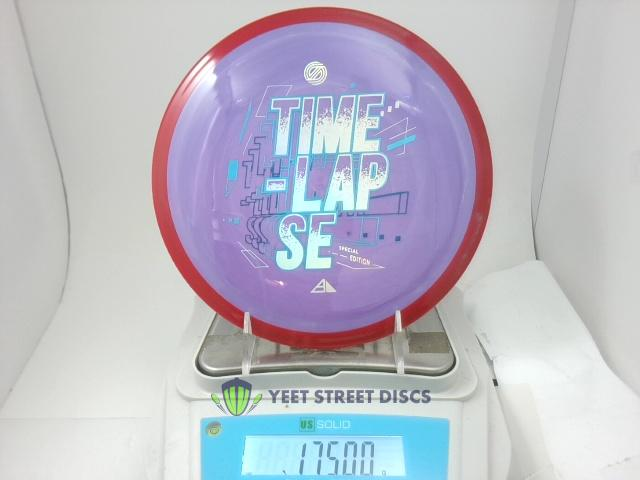 TIME
-LAP
SE
SPECIAL
EDITION
YEET STREET DISCS
US SOLID
175.00 g